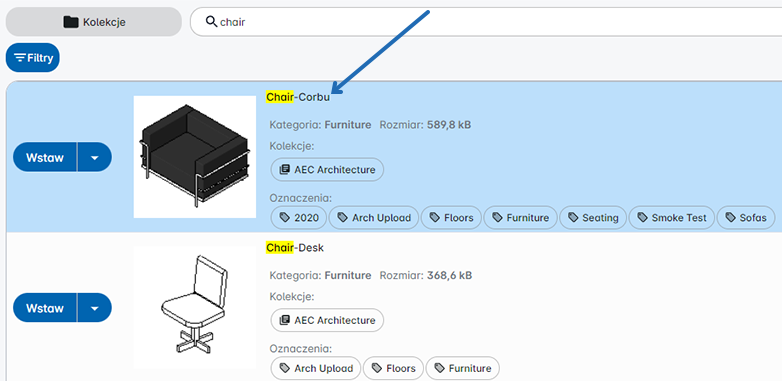 Kolekcje
chair
Filtry
Chair-Corbu
Kategoria: Furniture Rozmiar: 589,8 kB
Wstaw
Kolekcje:
AEC Architecture
Oznaczenia:
2020 Arch Upload Floors Furniture Seating Smoke Test Sofas
Chair-Desk
Kategoria: Furniture Rozmiar: 368,6 kB
Kolekcje:
Wstaw
AEC Architecture
Oznaczenia:
Arch Upload Floors Furniture